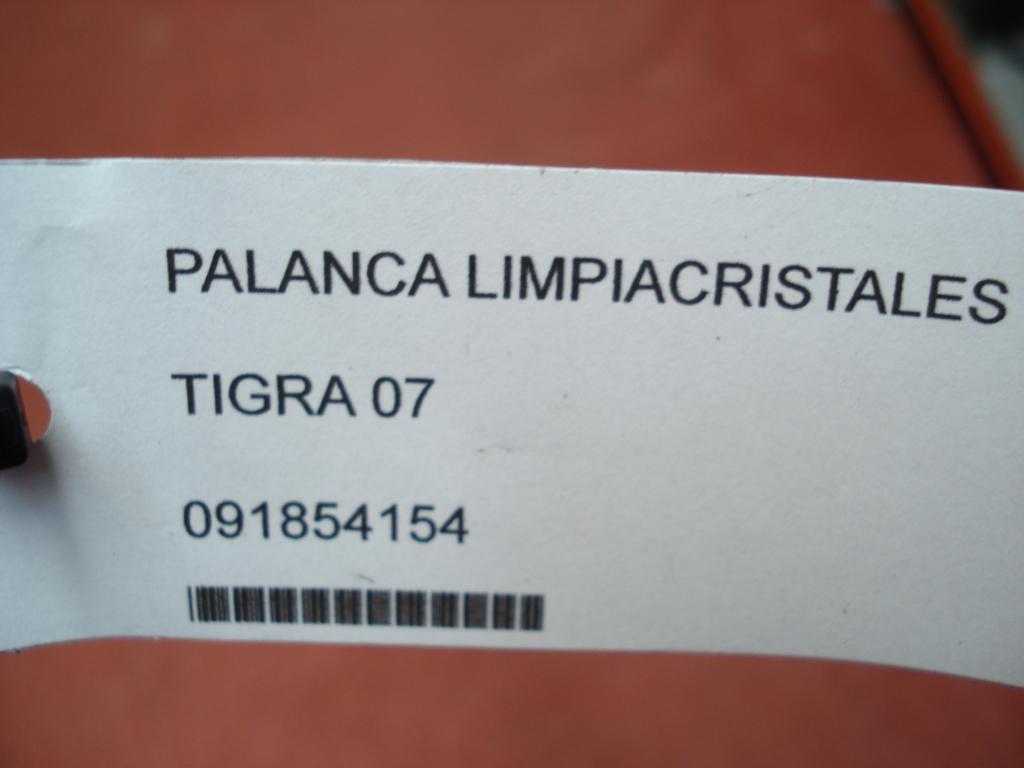 PALANCA LIMPIACRISTALES
TIGRA 07
091854154